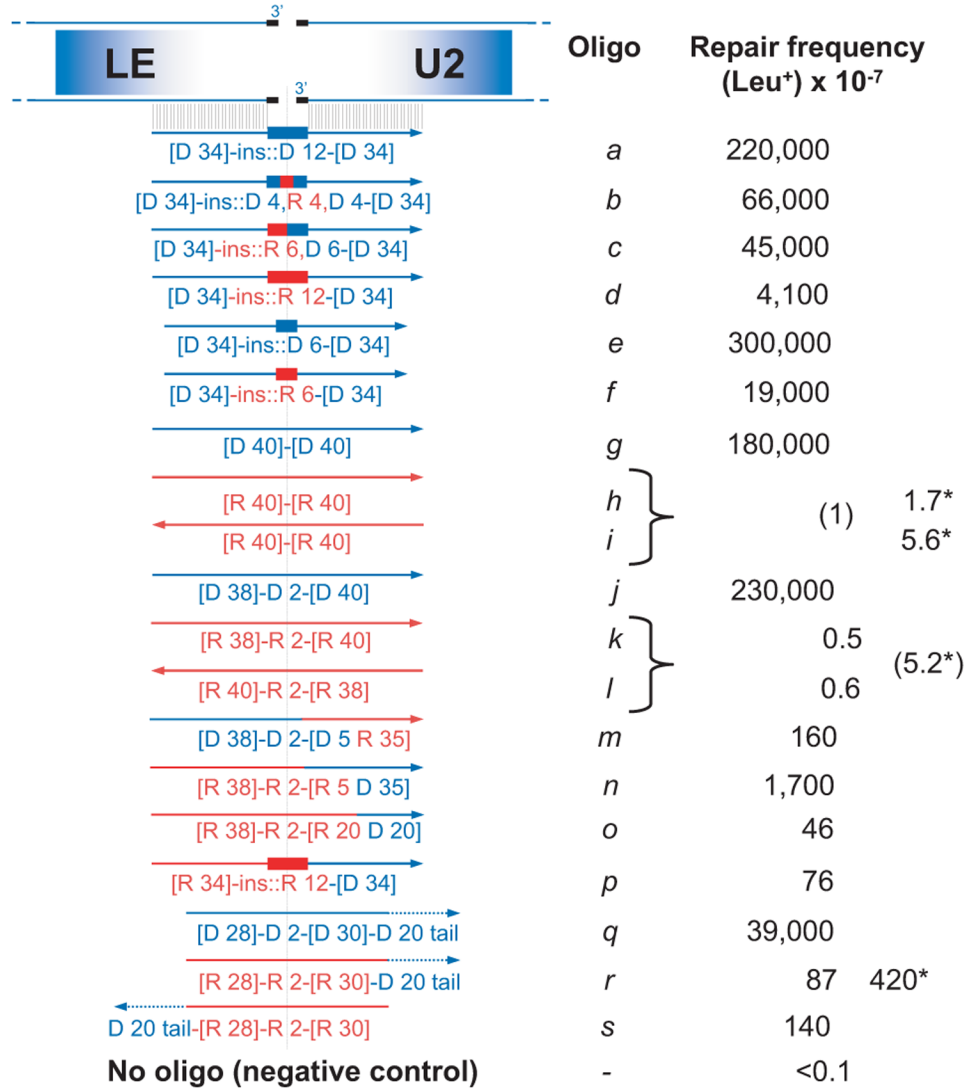 3'
LE U2 Oligo Repair frequency
(Leu⁺) x 10⁻⁷
3'
[D 34]-ins::D 12-[D 34] a 220,000
[D 34]-ins::D 4,R 4,D 4-[D 34] b 66,000
[D 34]-ins::R 6,D 6-[D 34] c 45,000
[D 34]-ins::R 12-[D 34] d 4,100
[D 34]-ins::D 6-[D 34] e 300,000
[D 34]-ins::R 6-[D 34] f 19,000
[D 40]-[D 40] g 180,000
[R 40]-[R 40] h (1) 1.7*
[R 40]-[R 40] i 5.6*
[D 38]-D 2-[D 40] j 230,000
[R 38]-R 2-[R 40] k 0.5 (5.2*)
[R 40]-R 2-[R 38] l 0.6
[D 38]-D 2-[D 5 R 35] m 160
[R 38]-R 2-[R 5 D 35] n 1,700
[R 38]-R 2-[R 20 D 20] o 46
[R 34]-ins::R 12-[D 34] p 76
[D 28]-D 2-[D 30]-D 20 tail q 39,000
[R 28]-R 2-[R 30]-D 20 tail r 87 420*
D 20 tail-[R 28]-R 2-[R 30] s 140
No oligo (negative control) - <0.1